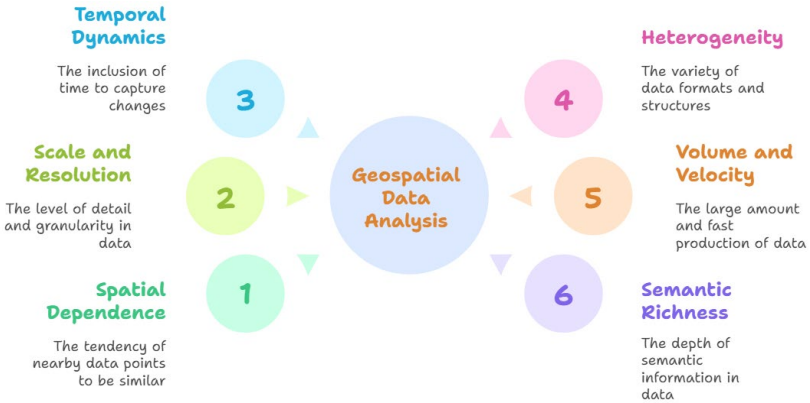 Temporal
Dynamics
The inclusion of
time to capture
changes
3
Scale and
Resolution
The level of detail
and granularity in
data
2
Spatial
Dependence
The tendency of
nearby data points
to be similar
1
Geospatial
Data
Analysis
Heterogeneity
The variety of
data formats and
structures
4
Volume and
Velocity
The large amount
and fast
production of data
5
Semantic
Richness
The depth of
semantic
information in
data
6